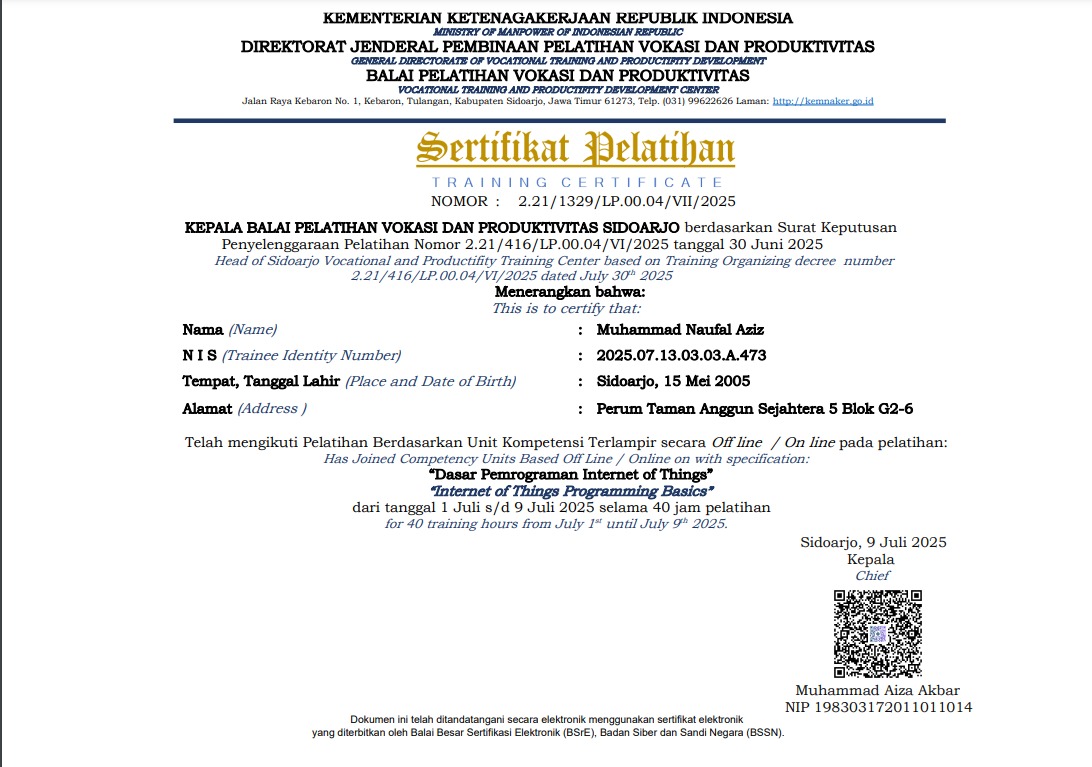 KEMENTERIAN KETENAGAKERJAAN REPUBLIK INDONESIA
MINISTRY OF MANPOWER OF INDONESIAN REPUBLIC
DIREKTORAT JENDERAL PEMBINAAN PELATIHAN VOKASI DAN PRODUKTIVITAS
GENERAL DIRECTORATE OF VOCATIONAL TRAINING AND PRODUCTIFITY DEVELOPMENT
BALAI PELATIHAN VOKASI DAN PRODUKTIVITAS
VOCATIONAL TRAINING AND PRODUCTIFITY DEVELOPMENT CENTER
Jalan Raya Kebaron No. 1, Kebaron, Tulangan, Kabupaten Sidoarjo, Jawa Timur 61273, Telp. (031) 99622626 Laman: http://kemnaker.go.id
Sertifikat Pelatihan
TRAINING CERTIFICATE
NOMOR : 2.21/1329/LP.00.04/VII/2025
KEPALA BALAI PELATIHAN VOKASI DAN PRODUKTIVITAS SIDOARJO berdasarkan Surat Keputusan
Penyelenggaraan Pelatihan Nomor 2.21/416/LP.00.04/VI/2025 tanggal 30 Juni 2025
Head of Sidoarjo Vocational and Productifity Training Center based on Training Organizing decree number
2.21/416/LP.00.04/VI/2025 dated July 30th 2025
Menerangkan bahwa:
This is to certify that:
Nama (Name) : Muhammad Naufal Aziz
N I S (Trainee Identity Number) : 2025.07.13.03.03.A.473
Tempat, Tanggal Lahir (Place and Date of Birth) : Sidoarjo, 15 Mei 2005
Alamat (Address ) : Perum Taman Anggun Sejahtera 5 Blok G2-6
Telah mengikuti Pelatihan Berdasarkan Unit Kompetensi Terlampir secara Off line / On line pada pelatihan:
Has Joined Competency Units Based Off Line / Online on with specification:
“Dasar Pemrograman Internet of Things”
“Internet of Things Programming Basics”
dari tanggal 1 Juli s/d 9 Juli 2025 selama 40 jam pelatihan
for 40 training hours from July 1st until July 9th 2025.
Sidoarjo, 9 Juli 2025
Kepala
Chief
Muhammad Aiza Akbar
NIP 198303172011011014
Dokumen ini telah ditandatangani secara elektronik menggunakan sertifikat elektronik
yang diterbitkan oleh Balai Besar Sertifikasi Elektronik (BSrE), Badan Siber dan Sandi Negara (BSSN).